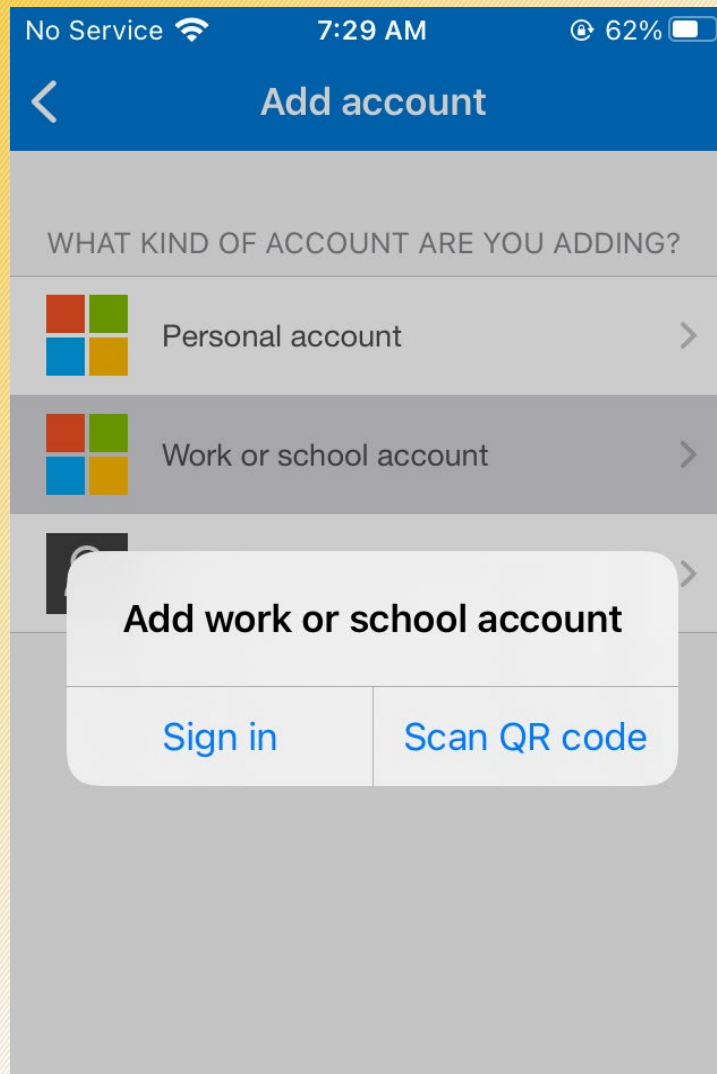 No Service 7:29 AM 62%
Add account
WHAT KIND OF ACCOUNT ARE YOU ADDING?
Personal account
Work or school account
Add work or school account
Sign in Scan QR code